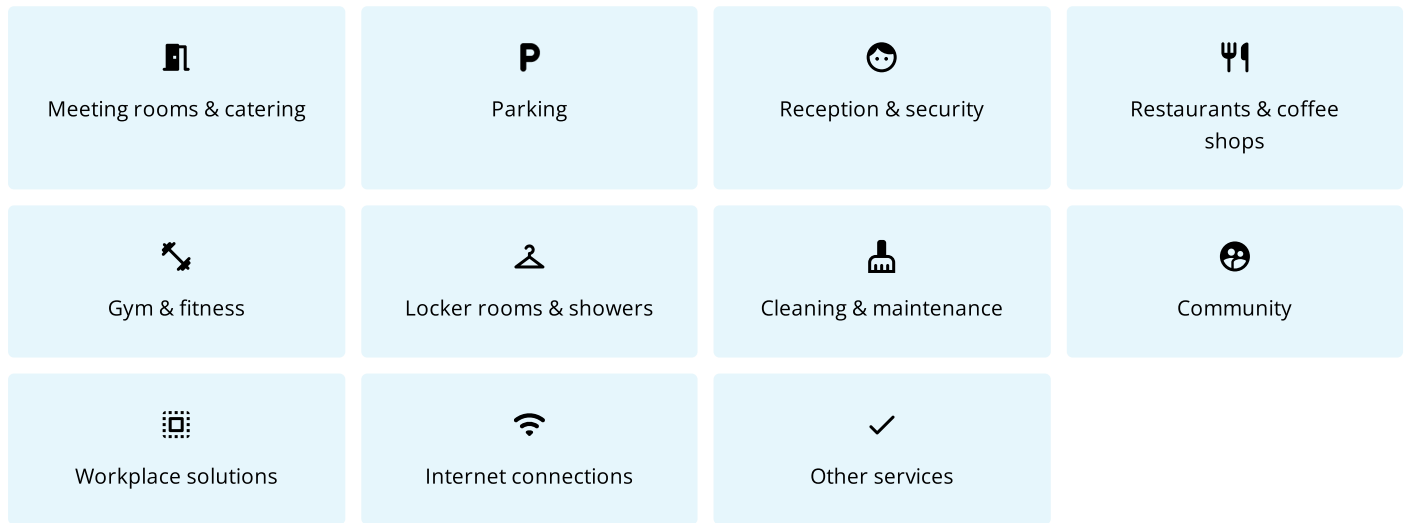 Meeting rooms & catering
Parking
Reception & security
Restaurants & coffee
shops
Gym & fitness
Locker rooms & showers
Cleaning & maintenance
Community
Workplace solutions
Internet connections
Other services